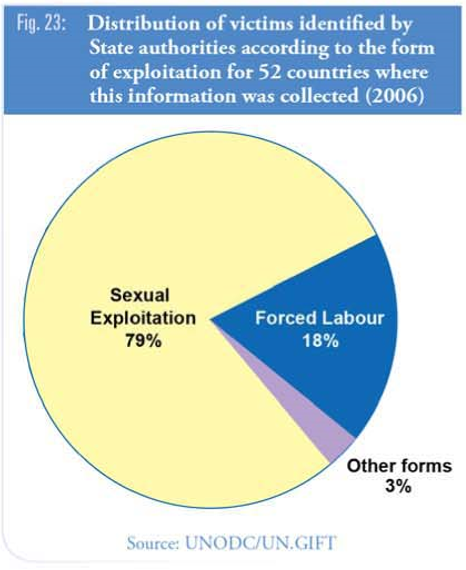 Fig. 23: Distribution of victims identified by
State authorities according to the form
of exploitation for 52 countries where
this information was collected (2006)
Sexual
Exploitation
79%
Forced Labour
18%
Other forms
3%
Source: UNODC/UN.GIFT